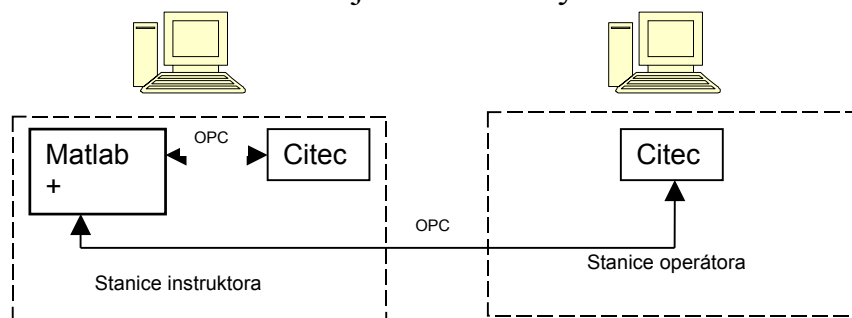 OPC
Matlab
+
Citec
Citec
OPC
Stanice instruktora
Stanice operátora